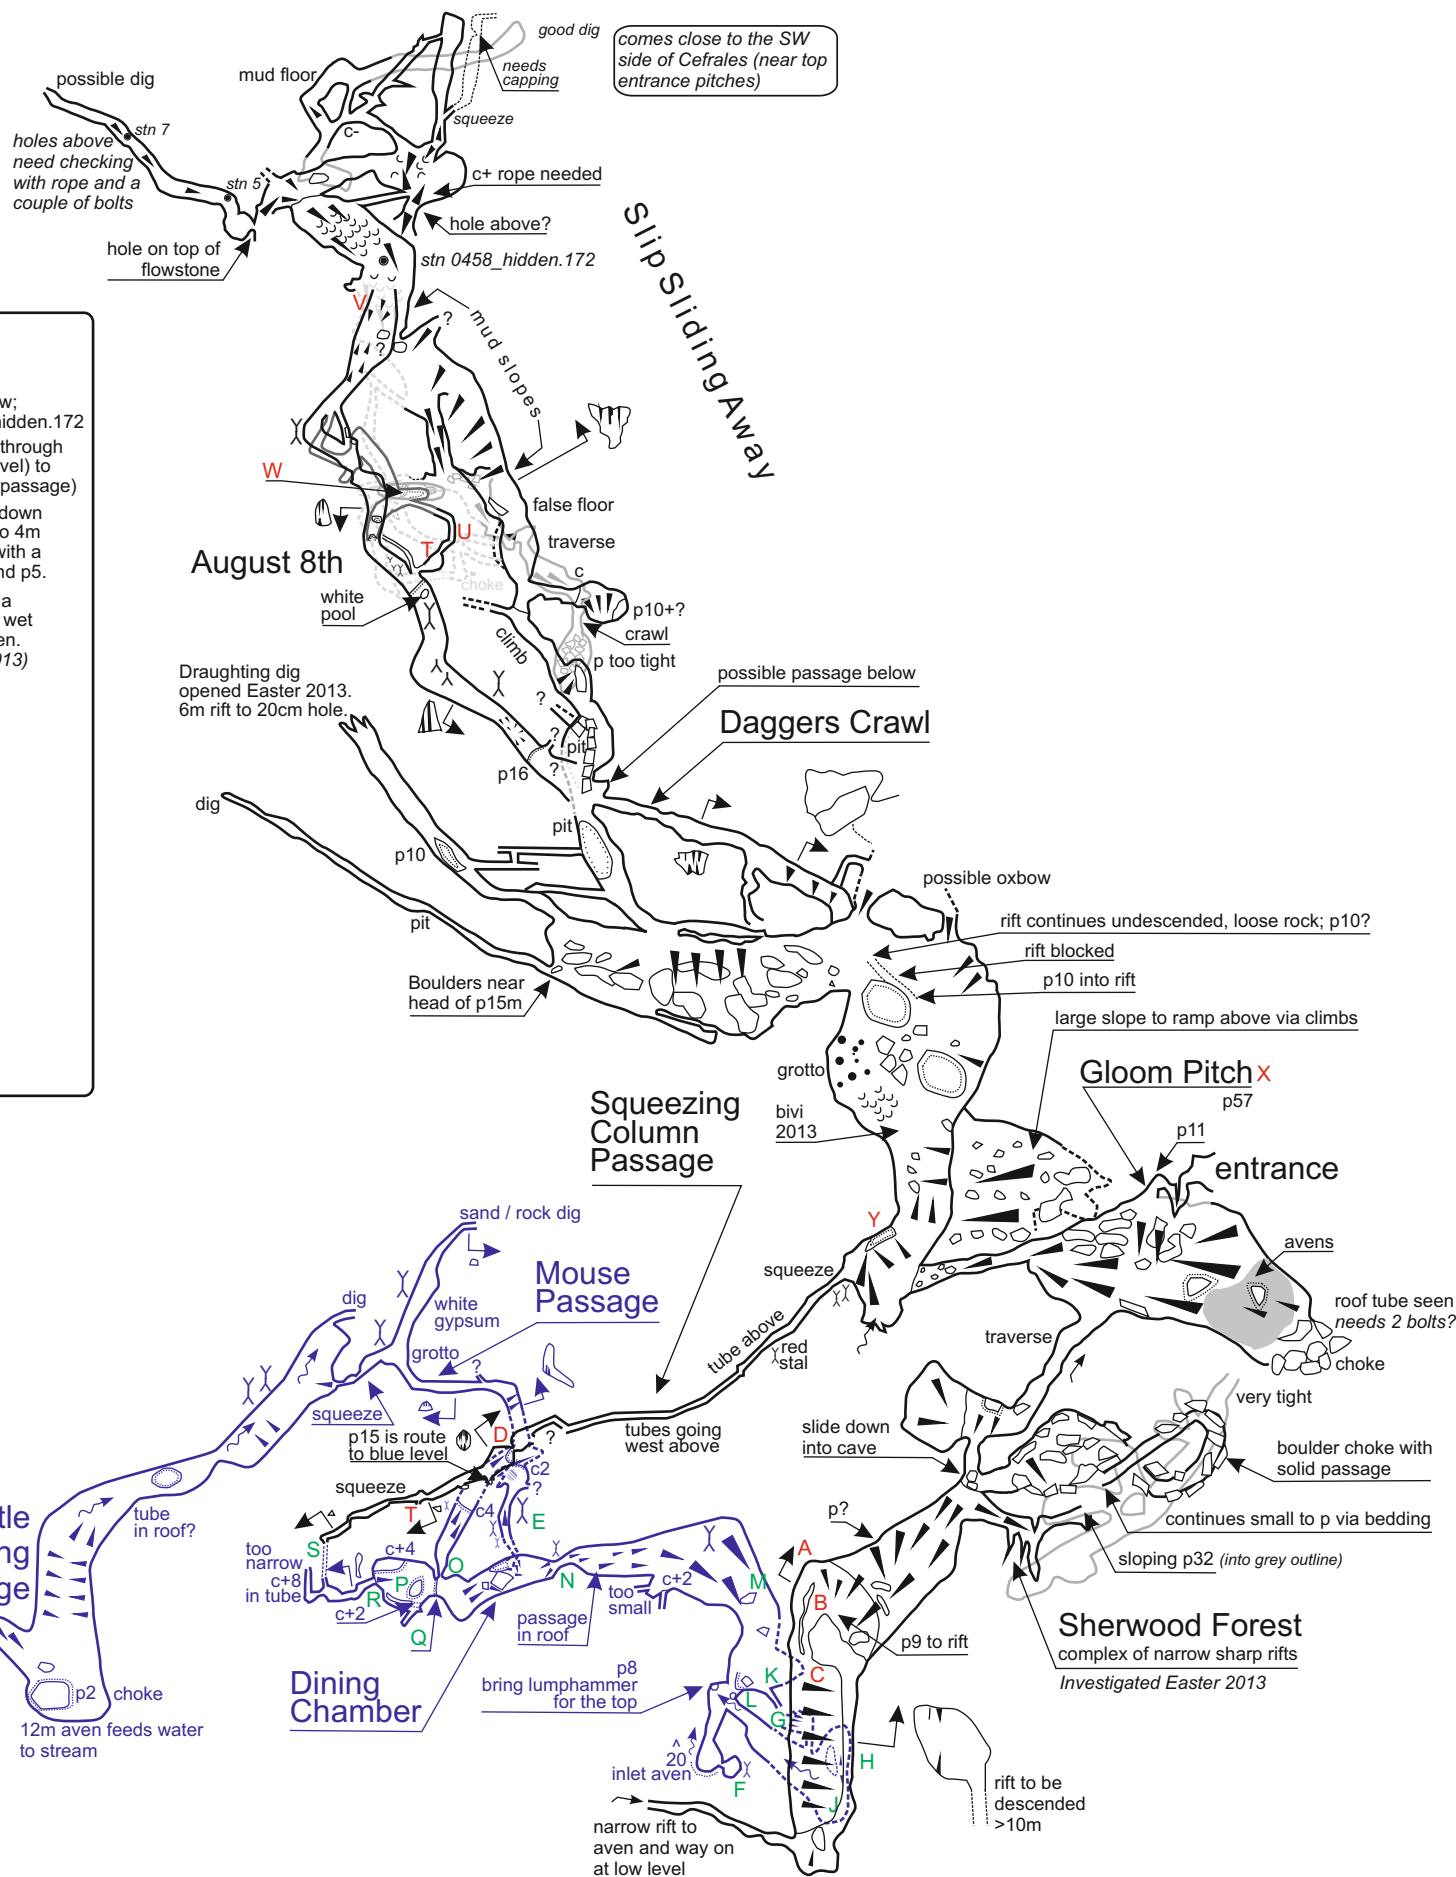 good dig
comes close to the SW
side of Cefrales (near top
entrance pitches)
needs
capping
possible dig
mud floor
stn 7
squeeze
c-
holes above
need checking
with rope and a
couple of bolts
stn 5
c+ rope needed
hole above?
hole on top of
flowstone
stn 0458_hidden.172
Slip Sliding Away
V
?
mud slopes
?
w;
hidden.172
through
vel) to
passage)
down
o 4m
with a
nd p5.
a
wet
en.
013)
W
false floor
U
T
traverse
August 8th
c
choke
white
pool
p10+?
crawl
climb
p too tight
Draughting dig
opened Easter 2013.
6m rift to 20cm hole.
possible passage below
?
Daggers Crawl
?
pit
p16
?
dig
pit
p10
possible oxbow
pit
rift continues undescended, loose rock; p10?
rift blocked
Boulders near
head of p15m
p10 into rift
large slope to ramp above via climbs
grotto
Gloom Pitch X
p57
Squeezing
Column
Passage
bivi
2013
p11
entrance
sand / rock dig
Y
avens
squeeze
Mouse
Passage
dig
white
gypsum
roof tube seen
needs 2 bolts?
tube above
traverse
red
stal
grotto
choke
?
very tight
squeeze
p15 is route
to blue level
D
?
tubes going
west above
slide down
into cave
boulder choke with
solid passage
c2
?
squeeze
tle
ng
ge
tube
in roof?
T
c4
E
p?
continues small to p via bedding
too
narrow
c+8
in tube
S
c+4
O
A
sloping p32 (into grey outline)
P
N
c+2
M
R
too
small
B
c+2
passage
in roof
Sherwood Forest
complex of narrow sharp rifts
Investigated Easter 2013
Q
p9 to rift
Dining
Chamber
p8
bring lumphammer
for the top
K
C
p2
choke
L
G
12m aven feeds water
to stream
^
20
inlet aven
H
F
J
rift to be
descended
>10m
narrow rift to
aven and way on
at low level